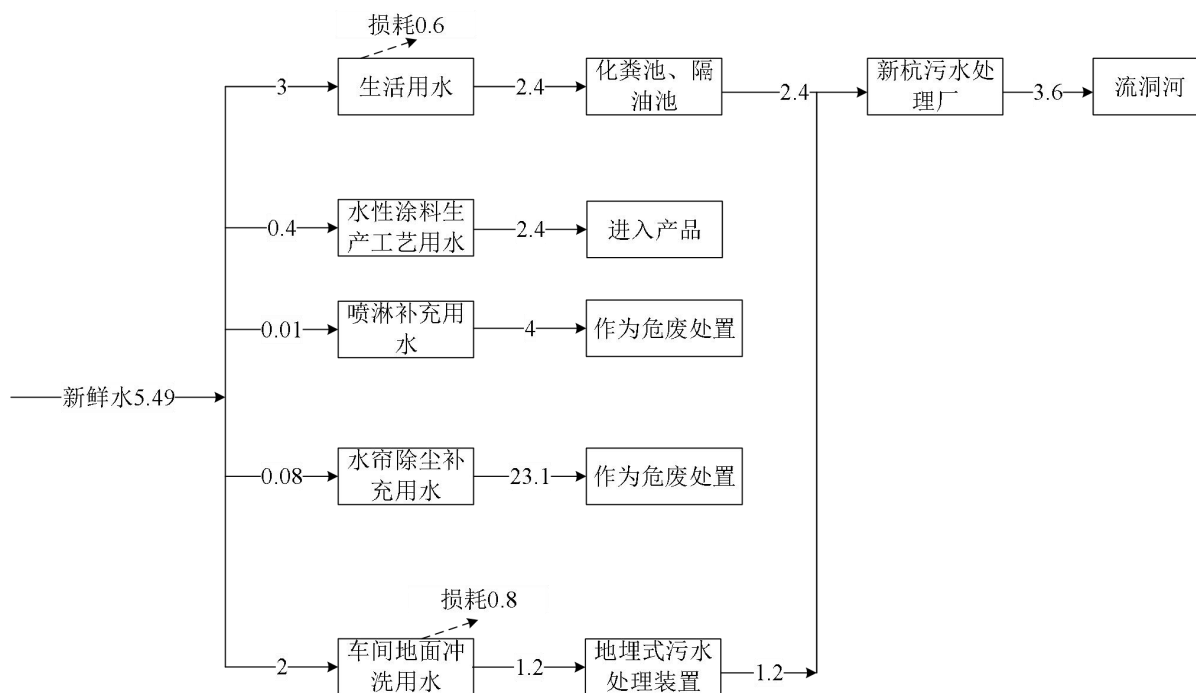 损耗0.6
3
生活用水
2.4
化粪池、隔
油池
2.4
新杭污水处
理厂
3.6
流洞河
0.4
水性涂料生
产工艺用水
2.4
进入产品
0.01
喷淋补充用
水
4
作为危废处置
新鲜水5.49
0.08
水帘除尘补
充用水
23.1
作为危废处置
损耗0.8
2
车间地面冲
洗用水
1.2
地埋式污水
处理装置
1.2